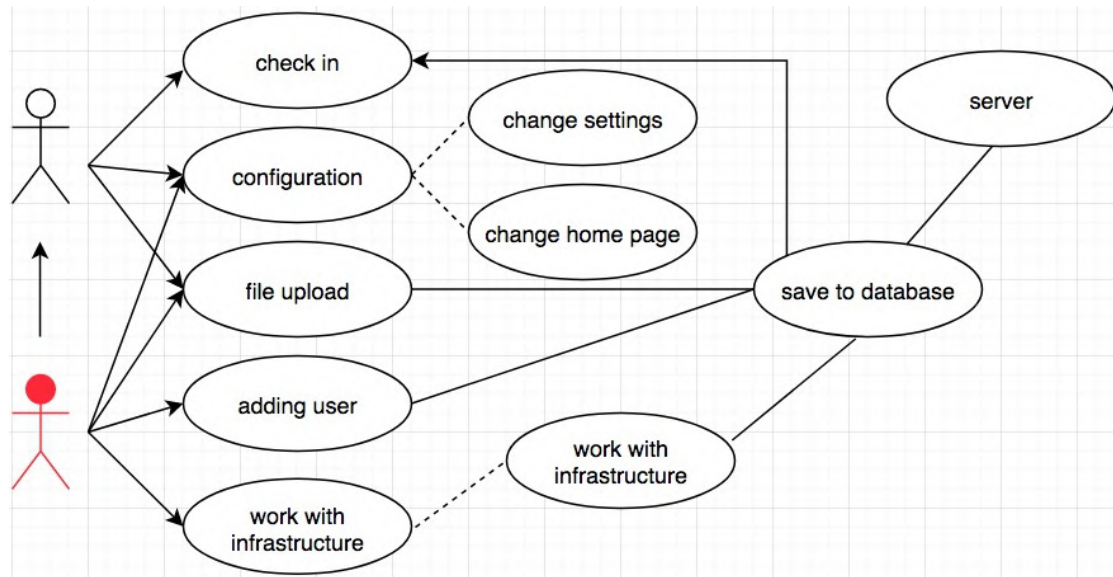 check in
change settings
server
configuration
change home page
file upload
save to database
adding user
work with
infrastructure
work with
infrastructure